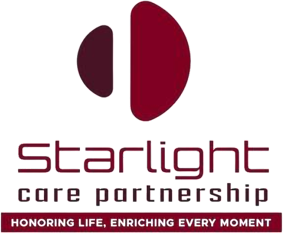 Starlight
care partnership
HONORING LIFE, ENRICHING EVERY MOMENT